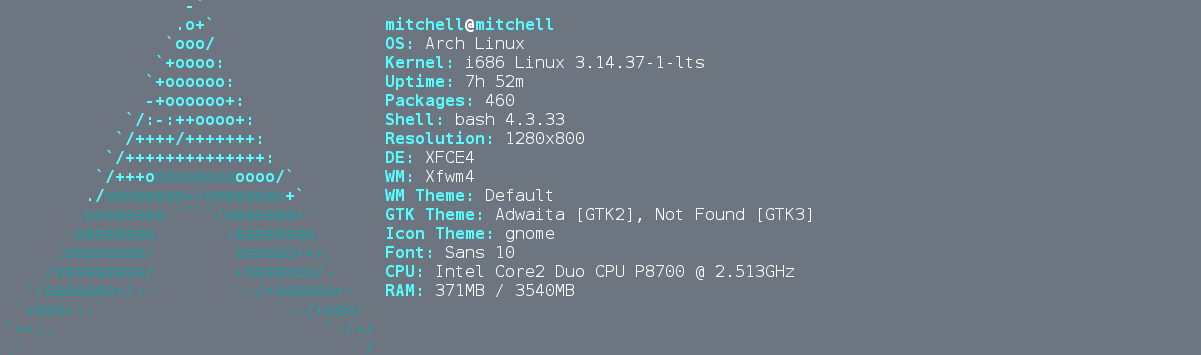 mitchell@mitchell
OS: Arch Linux
Kernel: i686 Linux 3.14.37-1-lts
Uptime: 7h 52m
Packages: 460
Shell: bash 4.3.33
Resolution: 1280x800
DE: XFCE4
WM: Xfwm4
WM Theme: Default
GTK Theme: Adwaita [GTK2], Not Found [GTK3]
Icon Theme: gnome
Font: Sans 10
CPU: Intel Core2 Duo CPU P8700 @ 2.513GHz
RAM: 371MB / 3540MB